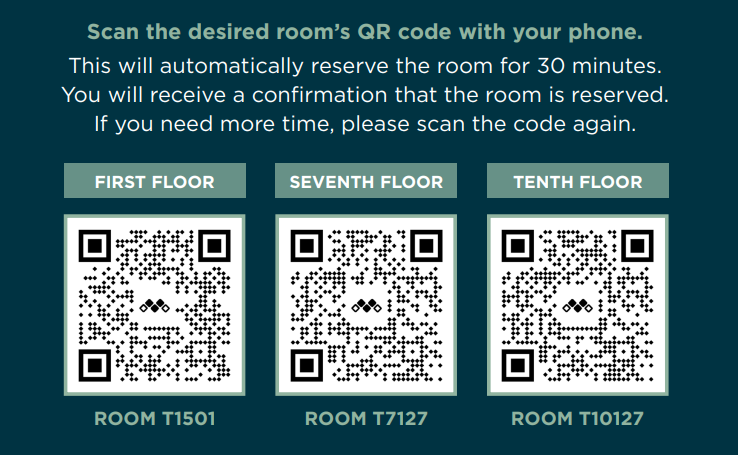 Scan the desired room's QR code with your phone.
This will automatically reserve the room for 30 minutes.
You will receive a confirmation that the room is reserved.
If you need more time, please scan the code again.
FIRST FLOOR
SEVENTH FLOOR
TENTH FLOOR
ROOM T1501
ROOM T7127
ROOM T10127